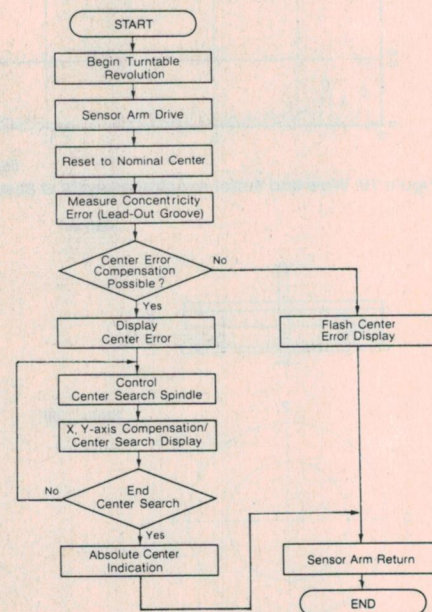 START
Begin Turntable
Revolution
Sensor Arm Drive
Reset to Nominal Center
Measure Concentricity
Error (Lead-Out Groove)
Center Error
Compensation
Possible?
No
Yes
Display
Center Error
Flash Center
Error Display
Control
Center Search Spindle
X, Y-axis Compensation/
Center Search Display
No
End
Center Search
Yes
Absolute Center
Indication
Sensor Arm Return
END